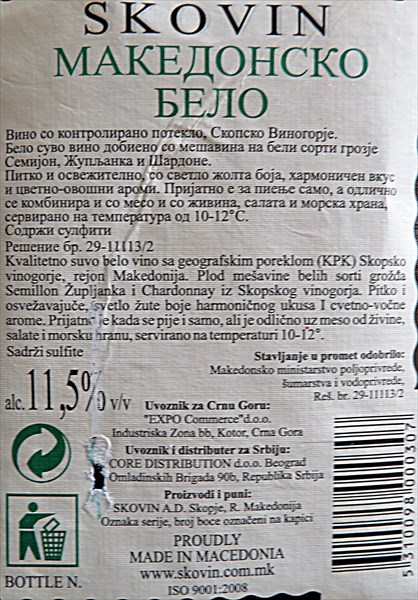 SKOVIN
МАКЕДОНСКО
БЕЛО
Вино со контролирано потекло, Скопско Виногорје.
Бело суво вино добиено со мешавина на бели сорти грозје
Семијон, Жупљанка и Шардоне.
Питко и освежително, со светло жолта боја, хармоничен вкус
и цветно-овошни ароми. Пријатно е за пиење само, а одлично
се комбинира и со месо и со живина, салата и морска храна,
сервирано на температура од 10-12°C.
Содржи сулфити
Решение бр. 29-11113/2
Kvalitetno suvo belo vino sa geografskim poreklom (KPK) Skopsko
vinogorje, rejon Makedonija. Plod mešavine belih sorti grožđa
Semillon Župljanka i Chardonnay iz Skopskog vinogorja. Pitko i
osvežavajuće, svetlo žute boje harmoničnog ukusa I cvetno-voćne
arome. Prijatno je kada se pije i samo, ali je odlično uz meso od živine,
salate i morsku hranu, servirano na temperaturi 10-12°.
Sadrži sulfite
Stavljanje u promet odobrilo:
Makedonsko ministarstvo poljoprivrede,
šumarstva i vodoprivrede,
Reš. br. 29-11113/2
alc. 11,5% v/v
Uvoznik za Crnu Goru:
"EXPO Commerce"d.o.o.
Industriska Zona bb, Kotor, Crna Gora
Uvoznik i distributer za Srbiju:
CORE DISTRIBUTION d.o.o. Beograd
Omladinskih Brigada 90b, Republika Srbija
Proizvodi i puni:
SKOVIN A.D. Skopje, R. Makedonija
Oznaka serije, broj boce označeni na kapici
PROUDLY
MADE IN MACEDONIA
www.skovin.com.mk
ISO 9001:2008
BOTTLE N.
5310998000307